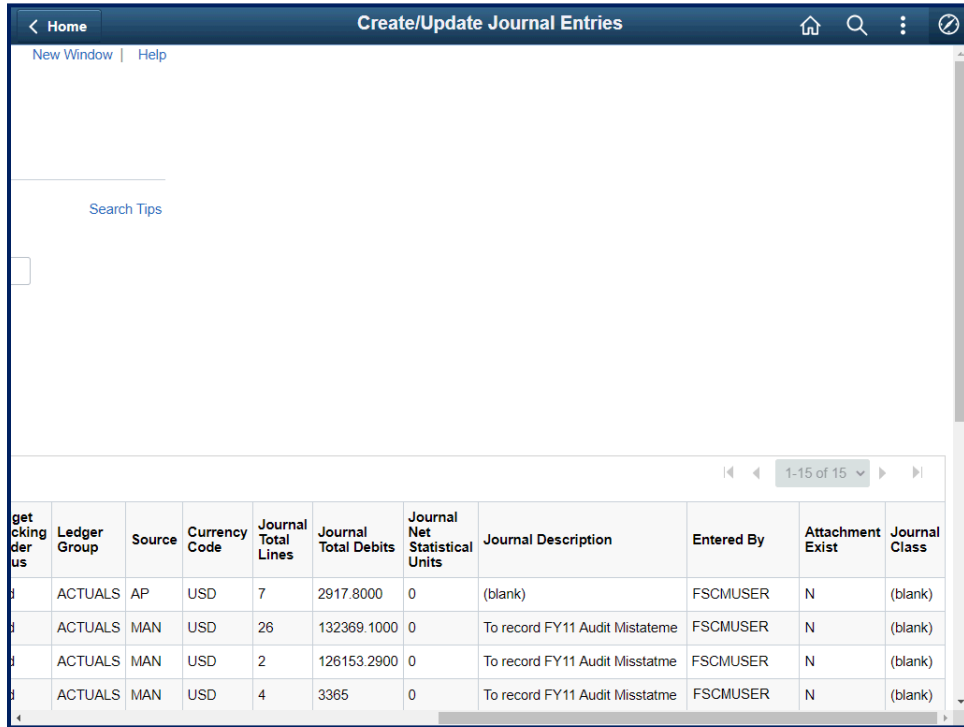 Home
Create/Update Journal Entries
New Window | Help
Search Tips
1-15 of 15
get
cking
der
us
Ledger
Group
Source
Currency
Code
Journal
Total
Lines
Journal
Total Debits
Journal
Net
Statistical
Units
Journal Description
Entered By
Attachment
Exist
Journal
Class
d ACTUALS AP USD 7 2917.8000 0 (blank) FSCMUSER N (blank)
d ACTUALS MAN USD 26 132369.1000 0 To record FY11 Audit Mistateme FSCMUSER N (blank)
d ACTUALS MAN USD 2 126153.2900 0 To record FY11 Audit Misstatme FSCMUSER N (blank)
d ACTUALS MAN USD 4 3365 0 To record FY11 Audit Misstatme FSCMUSER N (blank)